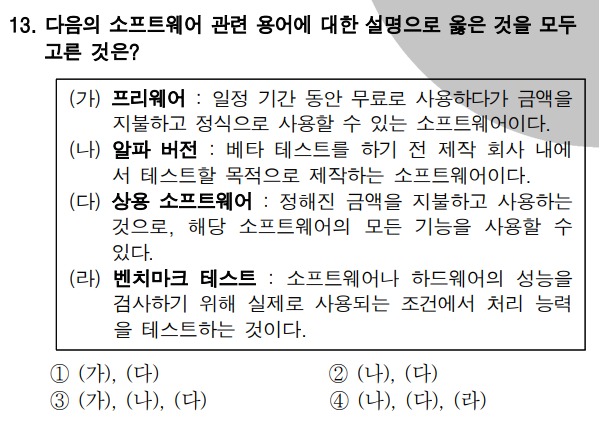 13. 다음의 소프트웨어 관련 용어에 대한 설명으로 옳은 것을 모두
고른 것은?
(가) 프리웨어 : 일정 기간 동안 무료로 사용하다가 금액을
지불하고 정식으로 사용할 수 있는 소프트웨어이다.
(나) 알파 버전 : 베타 테스트를 하기 전 제작 회사 내에
서 테스트할 목적으로 제작하는 소프트웨어이다.
(다) 상용 소프트웨어 : 정해진 금액을 지불하고 사용하는
것으로, 해당 소프트웨어의 모든 기능을 사용할 수
있다.
(라) 벤치마크 테스트 : 소프트웨어나 하드웨어의 성능을
검사하기 위해 실제로 사용되는 조건에서 처리 능력
을 테스트하는 것이다.
① (가), (다) ② (나), (다)
③ (가), (나), (다) ④ (나), (다), (라)